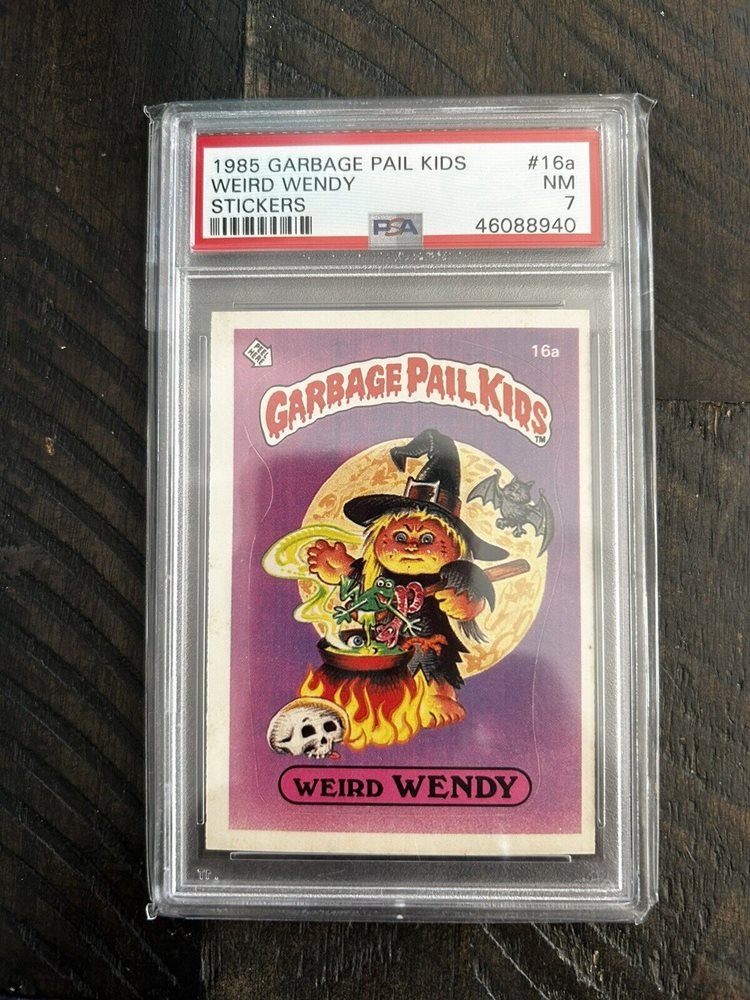 1985 GARBAGE PAIL KIDS #16a
WEIRD WENDY NM
STICKERS 7
PSA 46088940
PEEL HERE
16a
GARBAGE PAIL KIDS
TM
WEIRD WENDY